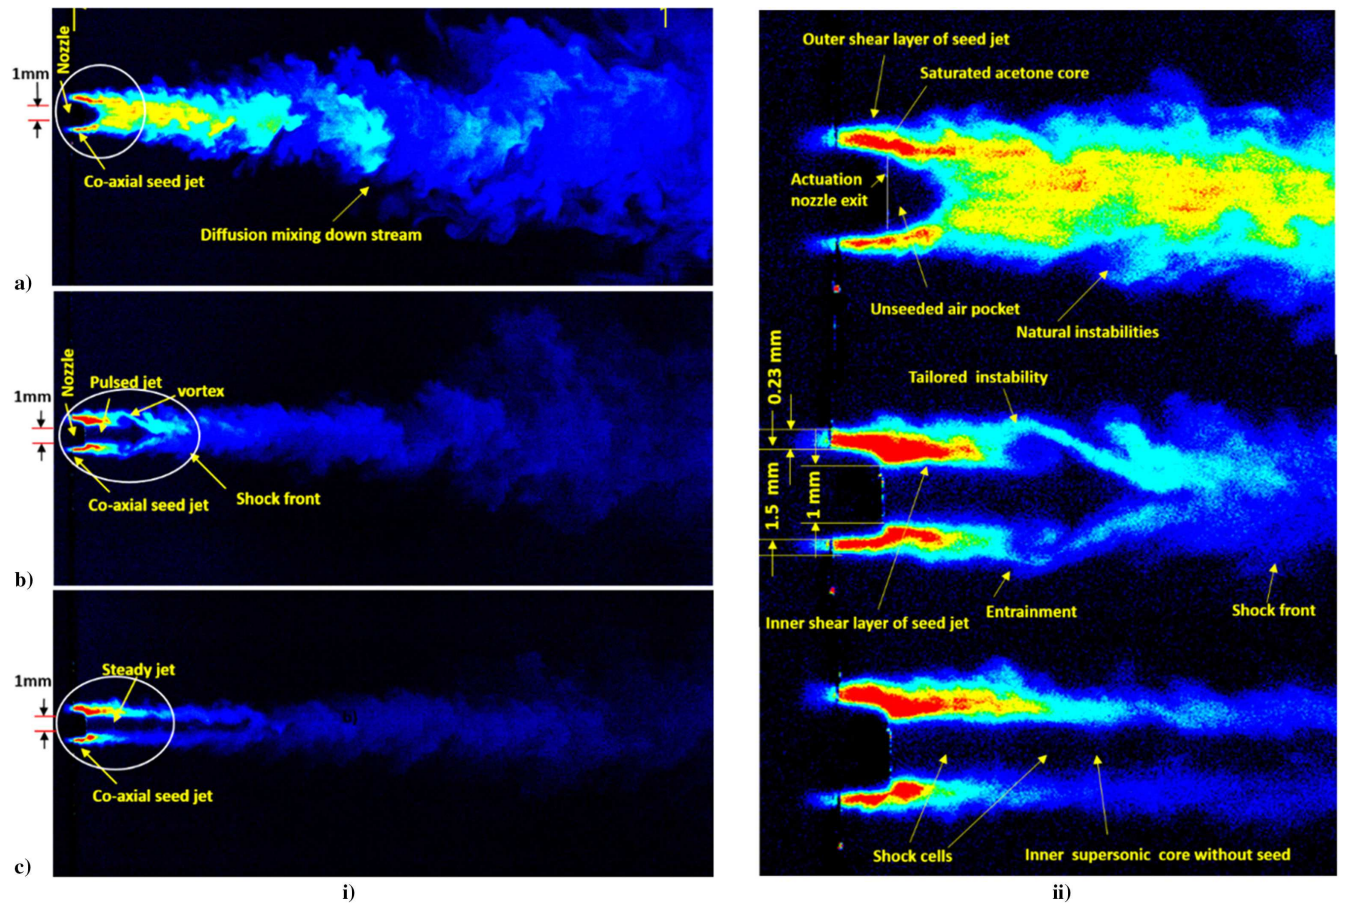 Nozzle
1mm
Co-axial seed jet
Diffusion mixing down stream
a)
Nozzle
Pulsed jet
vortex
1mm
Co-axial seed jet
Shock front
b)
Steady jet
1mm
b)
Co-axial seed jet
c)
i)
Outer shear layer of seed jet
Saturated acetone core
Actuation
nozzle exit
Unseeded air pocket
Natural instabilities
0.23 mm
Tailored instability
1.5 mm
1 mm
Entrainment
Shock front
Inner shear layer of seed jet
Shock cells
Inner supersonic core without seed
ii)